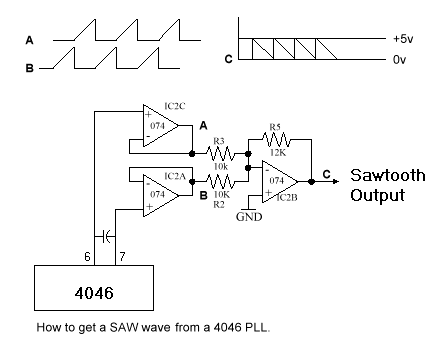 A
B
C
+5v
0v
+
-
IC2C
074
A
R3
10k
R5
12K
-
+
IC2A
074
B
10K
R2
-
+
074
IC2B
GND
C
Sawtooth
Output
6
7
4046
How to get a SAW wave from a 4046 PLL.